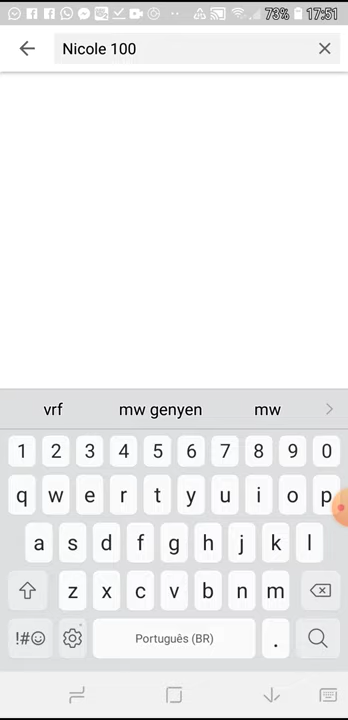 73% 17:51
Nicole 100
vrf mw genyen mw
1 2 3 4 5 6 7 8 9 0
q w e r t y u i o p
a s d f g h j k l
z x c v b n m
!#☺ Português (BR) .